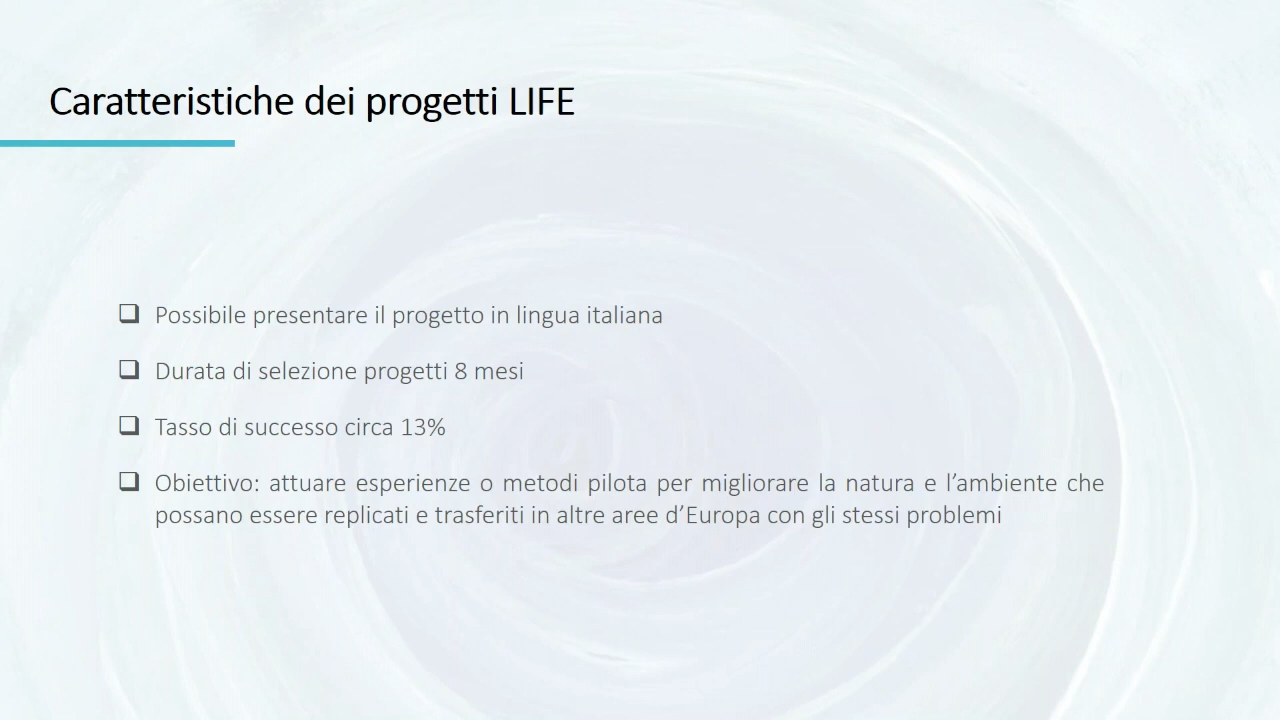 Caratteristiche dei progetti LIFE
Possibile presentare il progetto in lingua italiana
Durata di selezione progetti 8 mesi
Tasso di successo circa 13%
Obiettivo: attuare esperienze o metodi pilota per migliorare la natura e l’ambiente che
possano essere replicati e trasferiti in altre aree d’Europa con gli stessi problemi